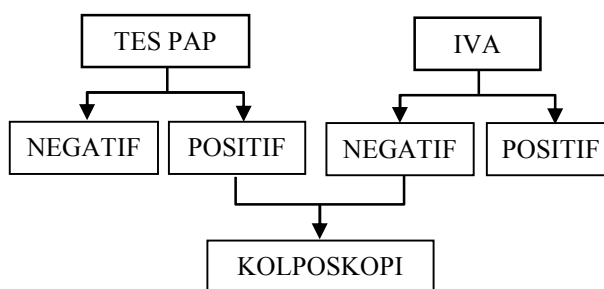 TES PAP
IVA
NEGATIF
POSITIF
NEGATIF
POSITIF
KOLPOSKOPI